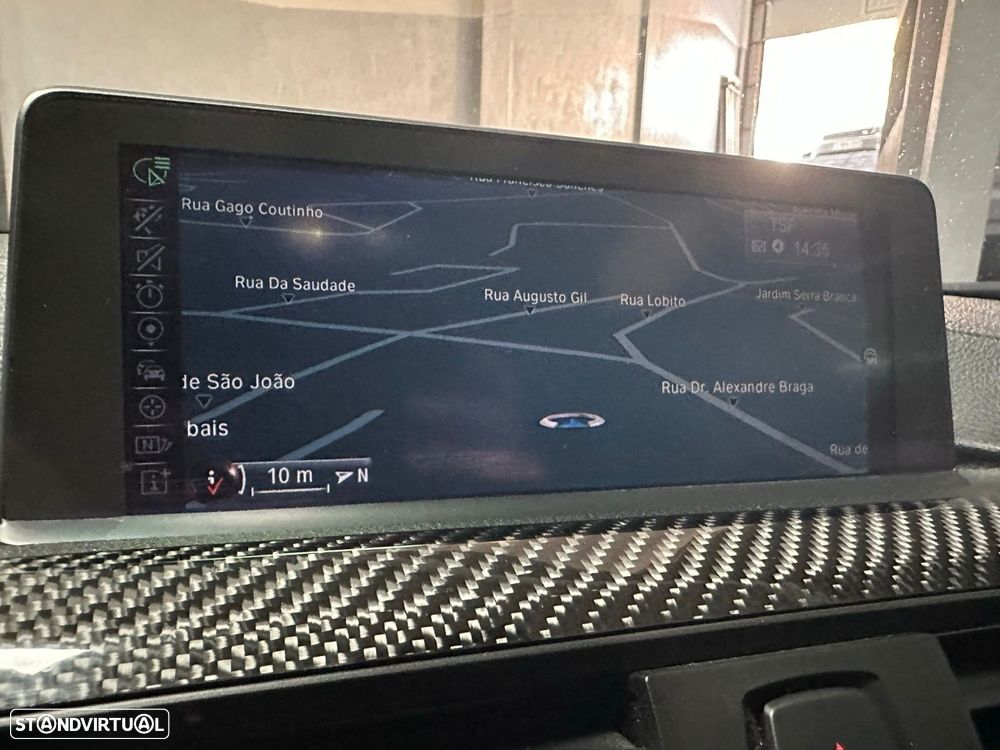 Rua Gago Coutinho
TSF
14:35
Rua Da Saudade
Rua Augusto Gil
Rua Lobito
Jardim Serra Branca
de São João
Rua Dr. Alexandre Braga
bais
Rua de
10 m
N
N
STANDVIRTUAL